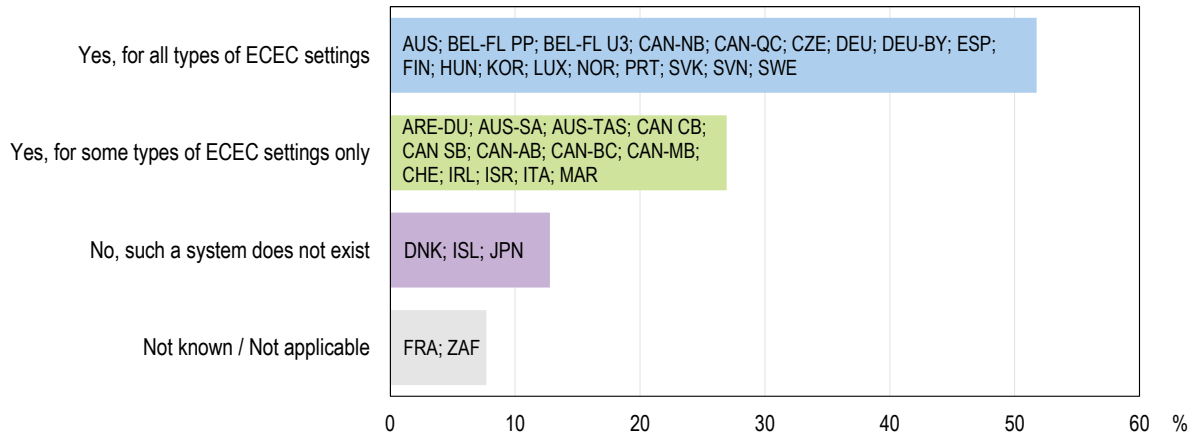 Yes, for all types of ECEC settings
AUS; BEL-FL PP; BEL-FL U3; CAN-NB; CAN-QC; CZE; DEU; DEU-BY; ESP;
FIN; HUN; KOR; LUX; NOR; PRT; SVK; SVN; SWE
Yes, for some types of ECEC settings only
ARE-DU; AUS-SA; AUS-TAS; CAN CB;
CAN SB; CAN-AB; CAN-BC; CAN-MB;
CHE; IRL; ISR; ITA; MAR
No, such a system does not exist
DNK; ISL; JPN
Not known / Not applicable
FRA; ZAF
0 10 20 30 40 50 60 %